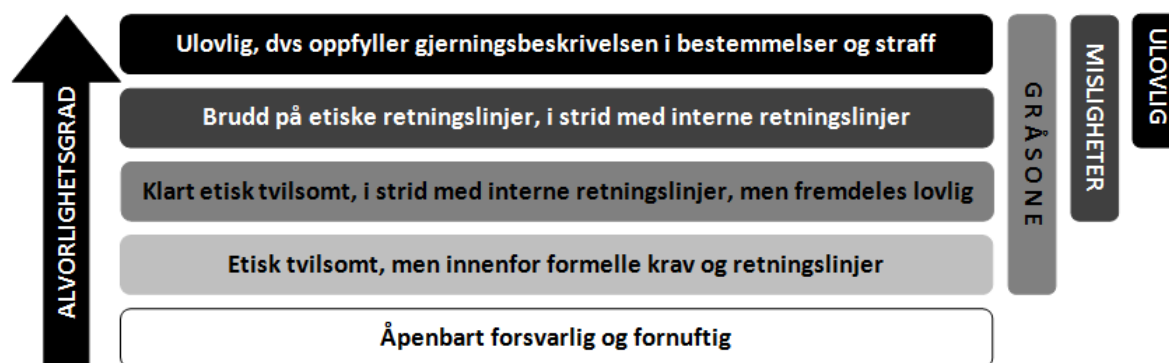 ALVORLIGHETSGRAD
Ulovlig, dvs oppfyller gjerningsbeskrivelsen i bestemmelser og straff
Brudd på etiske retningslinjer, i strid med interne retningslinjer
Klart etisk tvilsomt, i strid med interne retningslinjer, men fremdeles lovlig
Etisk tvilsomt, men innenfor formelle krav og retningslinjer
Åpenbart forsvarlig og fornuftig
GRÅSONE
MISLIGHETER
ULOVLIG